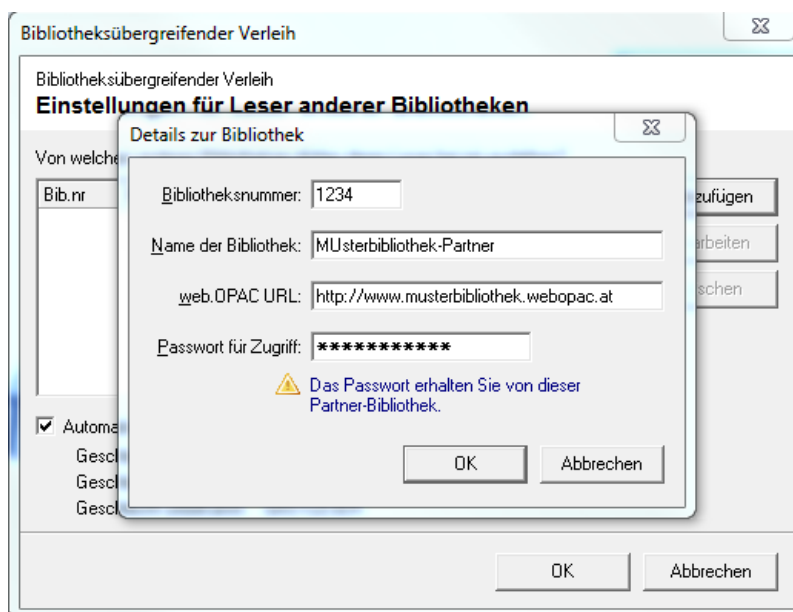 Bibliotheksübergreifender Verleih
Bibliotheksübergreifender Verleih
Einstellungen für Leser anderer Bibliotheken
Details zur Bibliothek
Von welche
Bib.nr
zufügen
arbeiten
schen
Bibliotheksnummer: 1234
Name der Bibliothek: MUsterbibliothek-Partner
web.OPAC URL: http://www.musterbibliothek.webopac.at
Passwort für Zugriff: ***********
Das Passwort erhalten Sie von dieser
Partner-Bibliothek.
OK Abbrechen
Automa
Gesch
Gesch
Gesch
OK Abbrechen